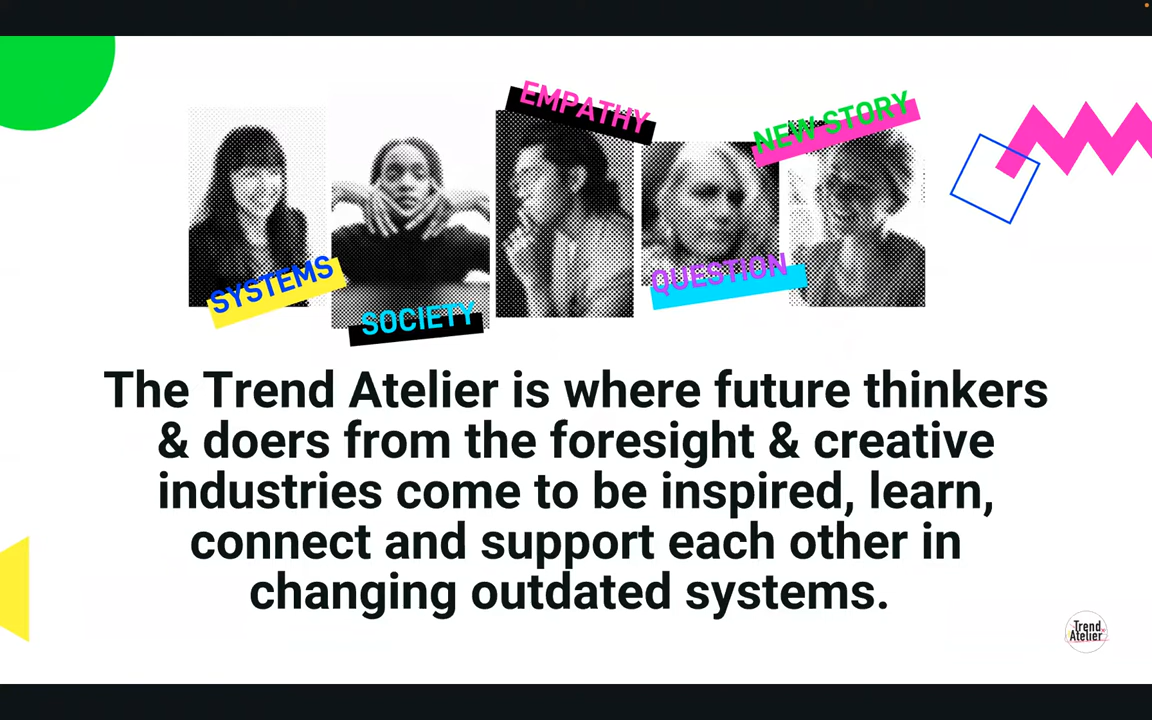 EMPATHY
NEW STORY
SYSTEMS
SOCIETY
QUESTION
The Trend Atelier is where future thinkers
& doers from the foresight & creative
industries come to be inspired, learn,
connect and support each other in
changing outdated systems.
Trend
Atelier